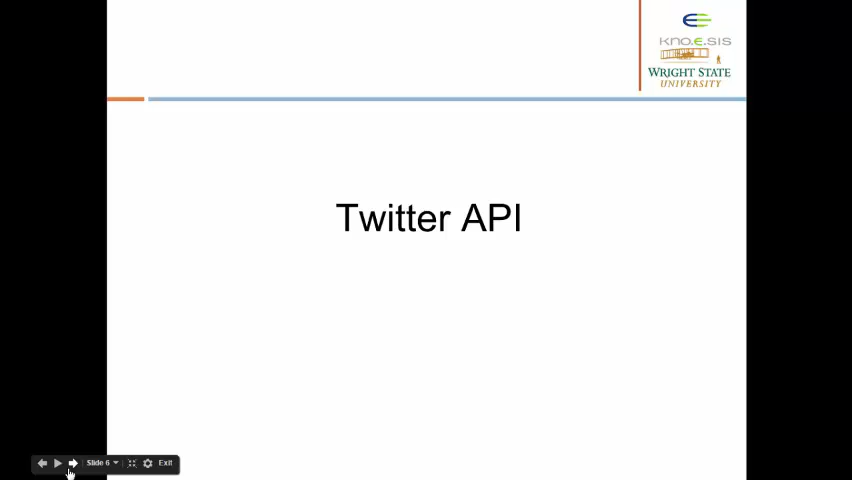 kno.e.sis
WRIGHT STATE
UNIVERSITY
Twitter API
Slide 6
Exit